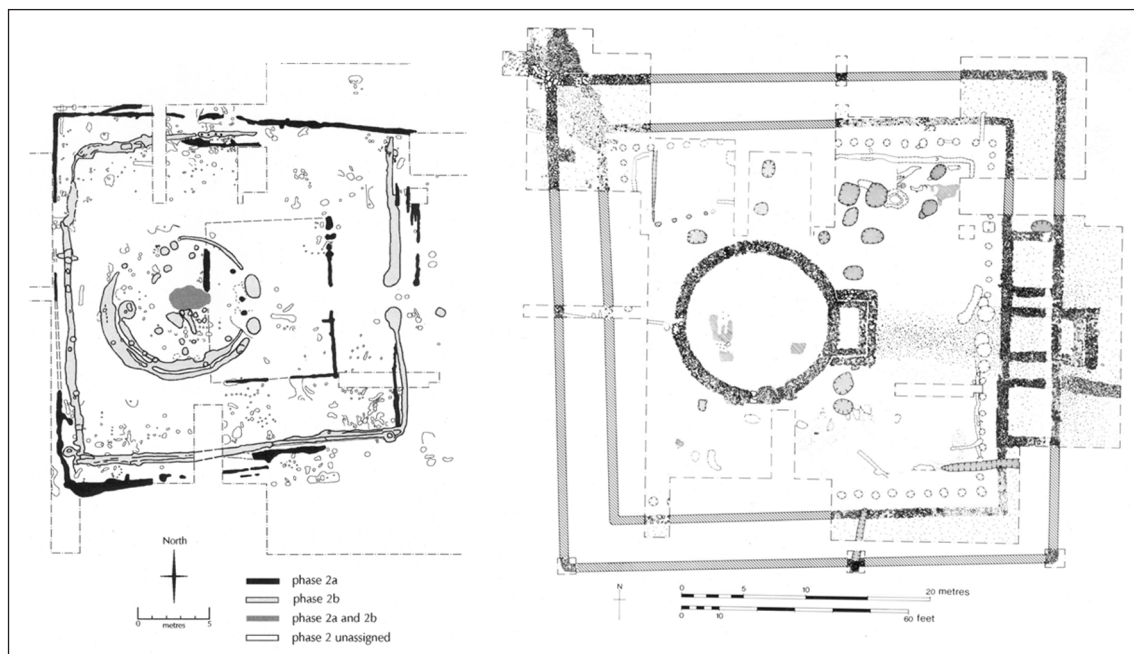 North
0
5
metres
phase 2a
phase 2b
phase 2a and 2b
phase 2 unassigned
N
0 5 10 20 metres
0 10 60 feet